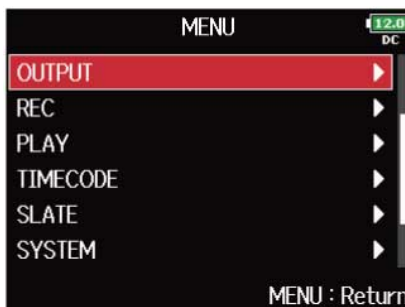 MENU
12.0
DC
OUTPUT
REC
PLAY
TIMECODE
SLATE
SYSTEM
MENU : Return